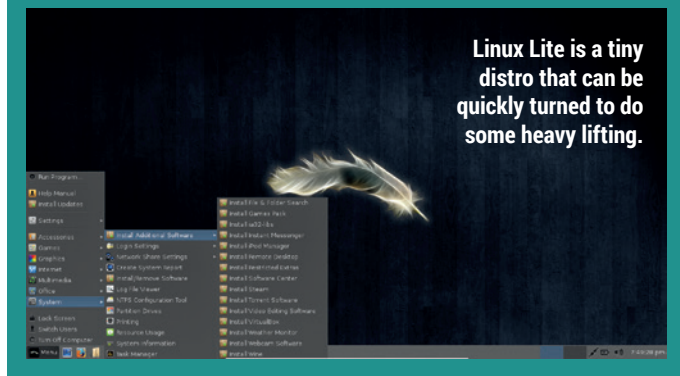 Linux Lite is a tiny
distro that can be
quickly turned to do
some heavy lifting.
Run Program...
Help Manual
Install Updates
Settings
Accessories
Games
Graphics
Internet
Multimedia
Office
System
Lock Screen
Switch Users
Turn Off Computer
Menu
Install Additional Software
Login Settings
Network Share Settings
Create System Report
Install/Remove Software
Log File Viewer
NTFS Configuration Tool
Partition Drives
Printing
Resource Usage
System Information
Task Manager
Install File & Folder Search
Install Games Pack
Install ia32-libs
Install Instant Messenger
Install iPod Manager
Install Remote Desktop
Install Restricted Extras
Install Software Center
Install Steam
Install Torrent Software
Install Video Editing Software
Install VirtualBox
Install Weather Monitor
Install Webcam Software
Install Wine